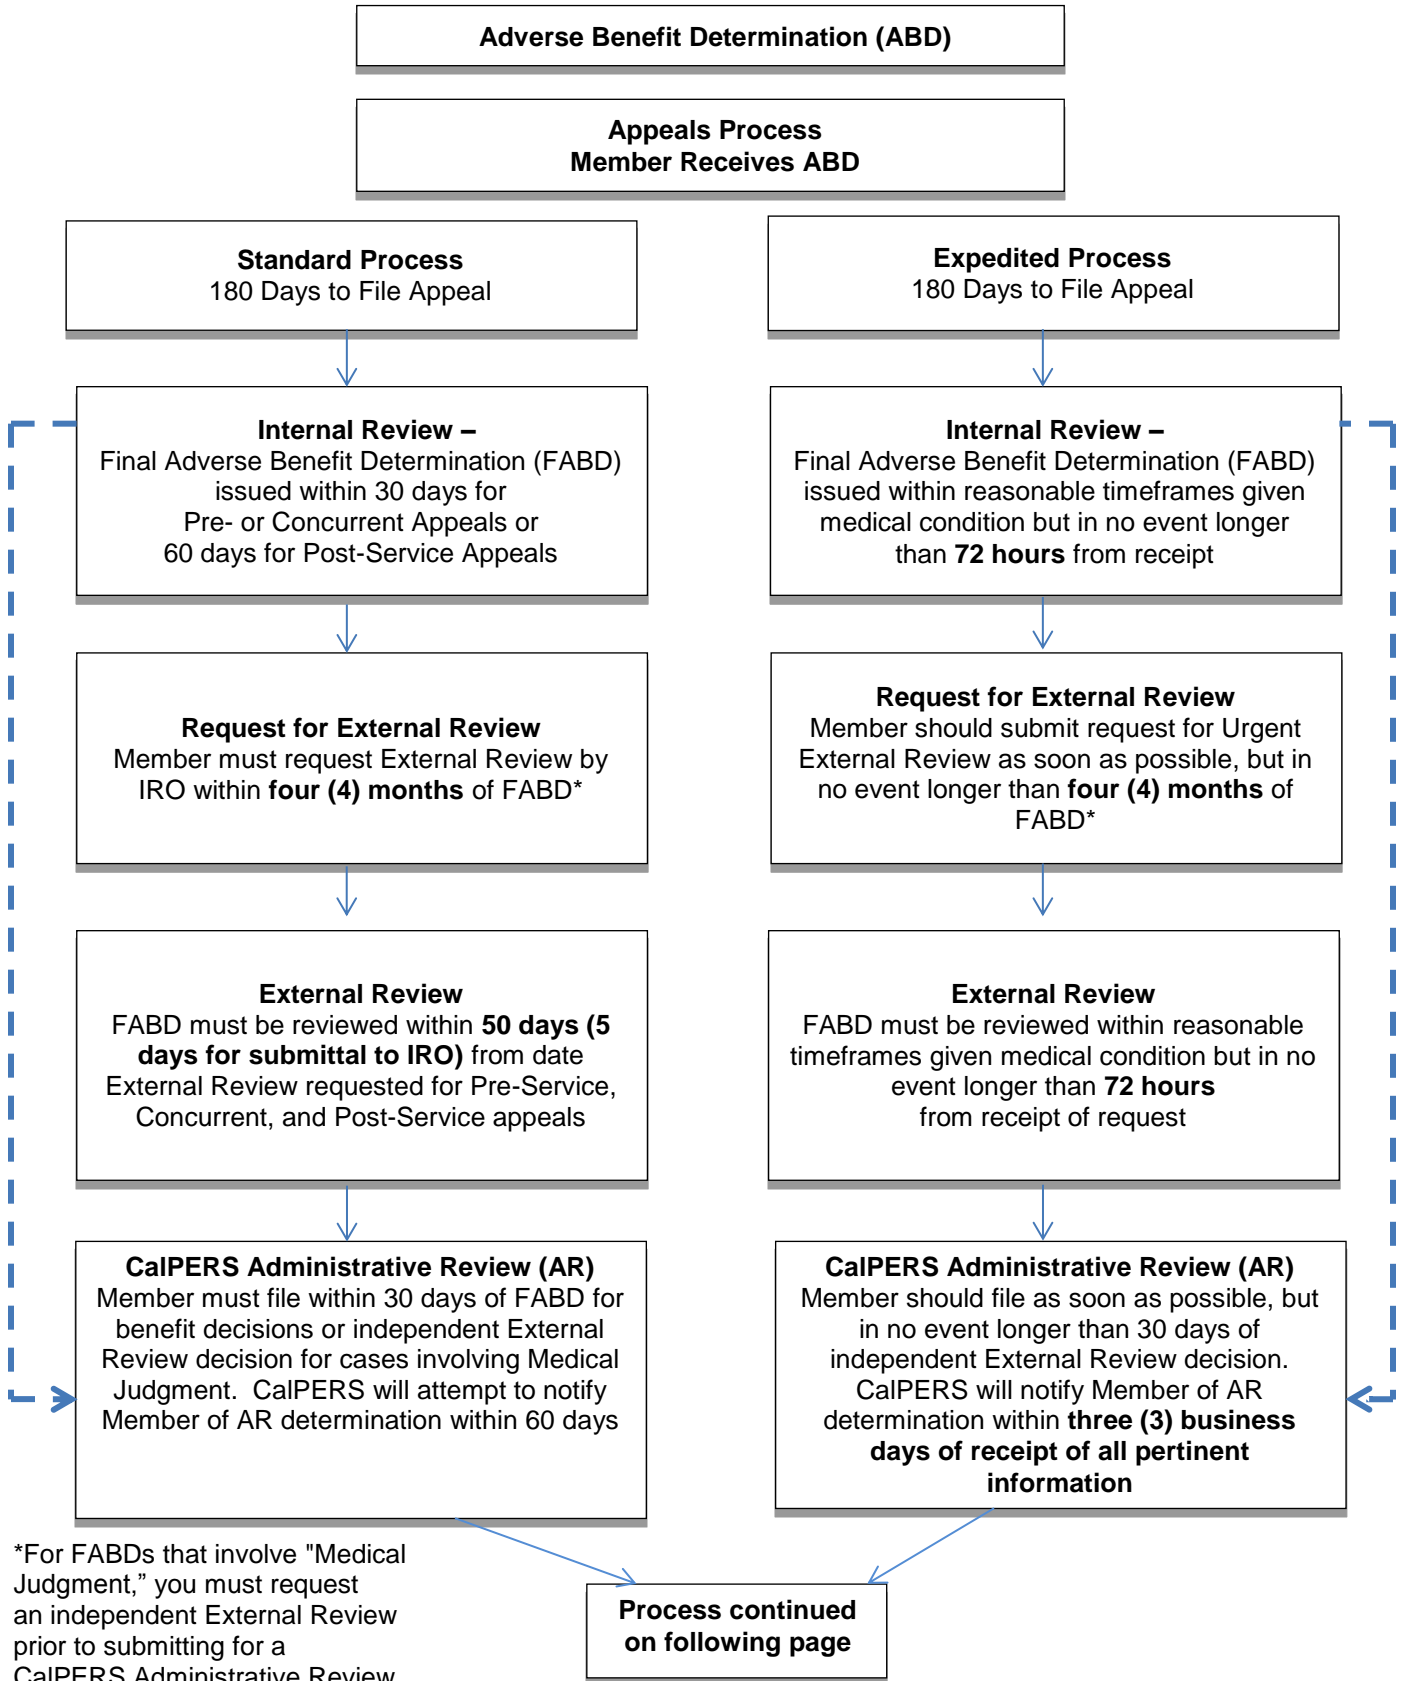 Adverse Benefit Determination (ABD)
Appeals Process
Member Receives ABD
Standard Process
180 Days to File Appeal
Expedited Process
180 Days to File Appeal
Internal Review –
Final Adverse Benefit Determination (FABD)
issued within 30 days for
Pre- or Concurrent Appeals or
60 days for Post-Service Appeals
Internal Review –
Final Adverse Benefit Determination (FABD)
issued within reasonable timeframes given
medical condition but in no event longer
than 72 hours from receipt
Request for External Review
Member must request External Review by
IRO within four (4) months of FABD*
Request for External Review
Member should submit request for Urgent
External Review as soon as possible, but in
no event longer than four (4) months of
FABD*
External Review
FABD must be reviewed within 50 days (5
days for submittal to IRO) from date
External Review requested for Pre-Service,
Concurrent, and Post-Service appeals
External Review
FABD must be reviewed within reasonable
timeframes given medical condition but in no
event longer than 72 hours
from receipt of request
CalPERS Administrative Review (AR)
Member must file within 30 days of FABD for
benefit decisions or independent External
Review decision for cases involving Medical
Judgment.  CalPERS will attempt to notify
Member of AR determination within 60 days
CalPERS Administrative Review (AR)
Member should file as soon as possible, but
in no event longer than 30 days of
independent External Review decision.
CalPERS will notify Member of AR
determination within three (3) business
days of receipt of all pertinent
information
*For FABDs that involve "Medical
Judgment,” you must request
an independent External Review
prior to submitting for a
CalPERS Administrative Review
Process continued
on following page